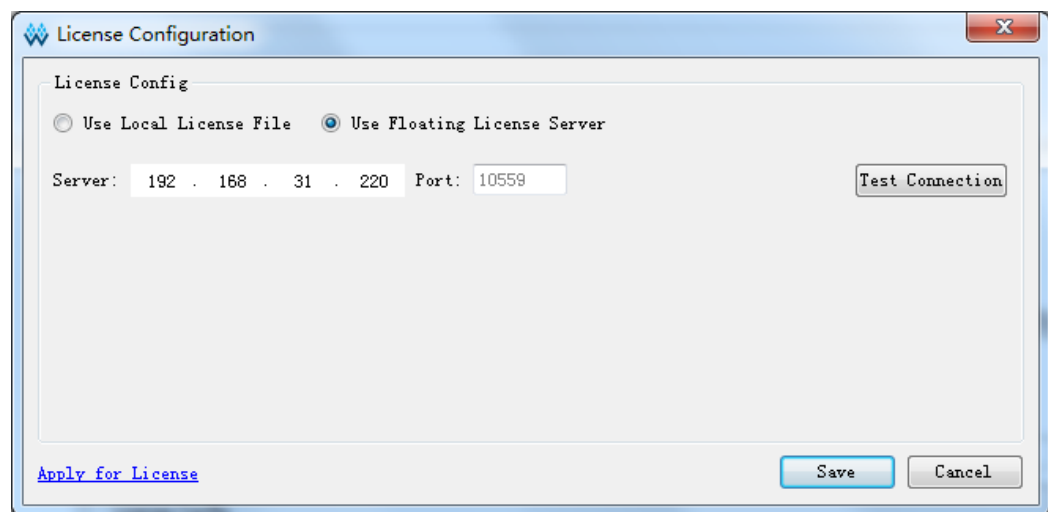 License Configuration
License Config
Use Local License File Use Floating License Server
Server: 192 . 168 . 31 . 220 Port: 10559 Test Connection
Apply for License Save Cancel